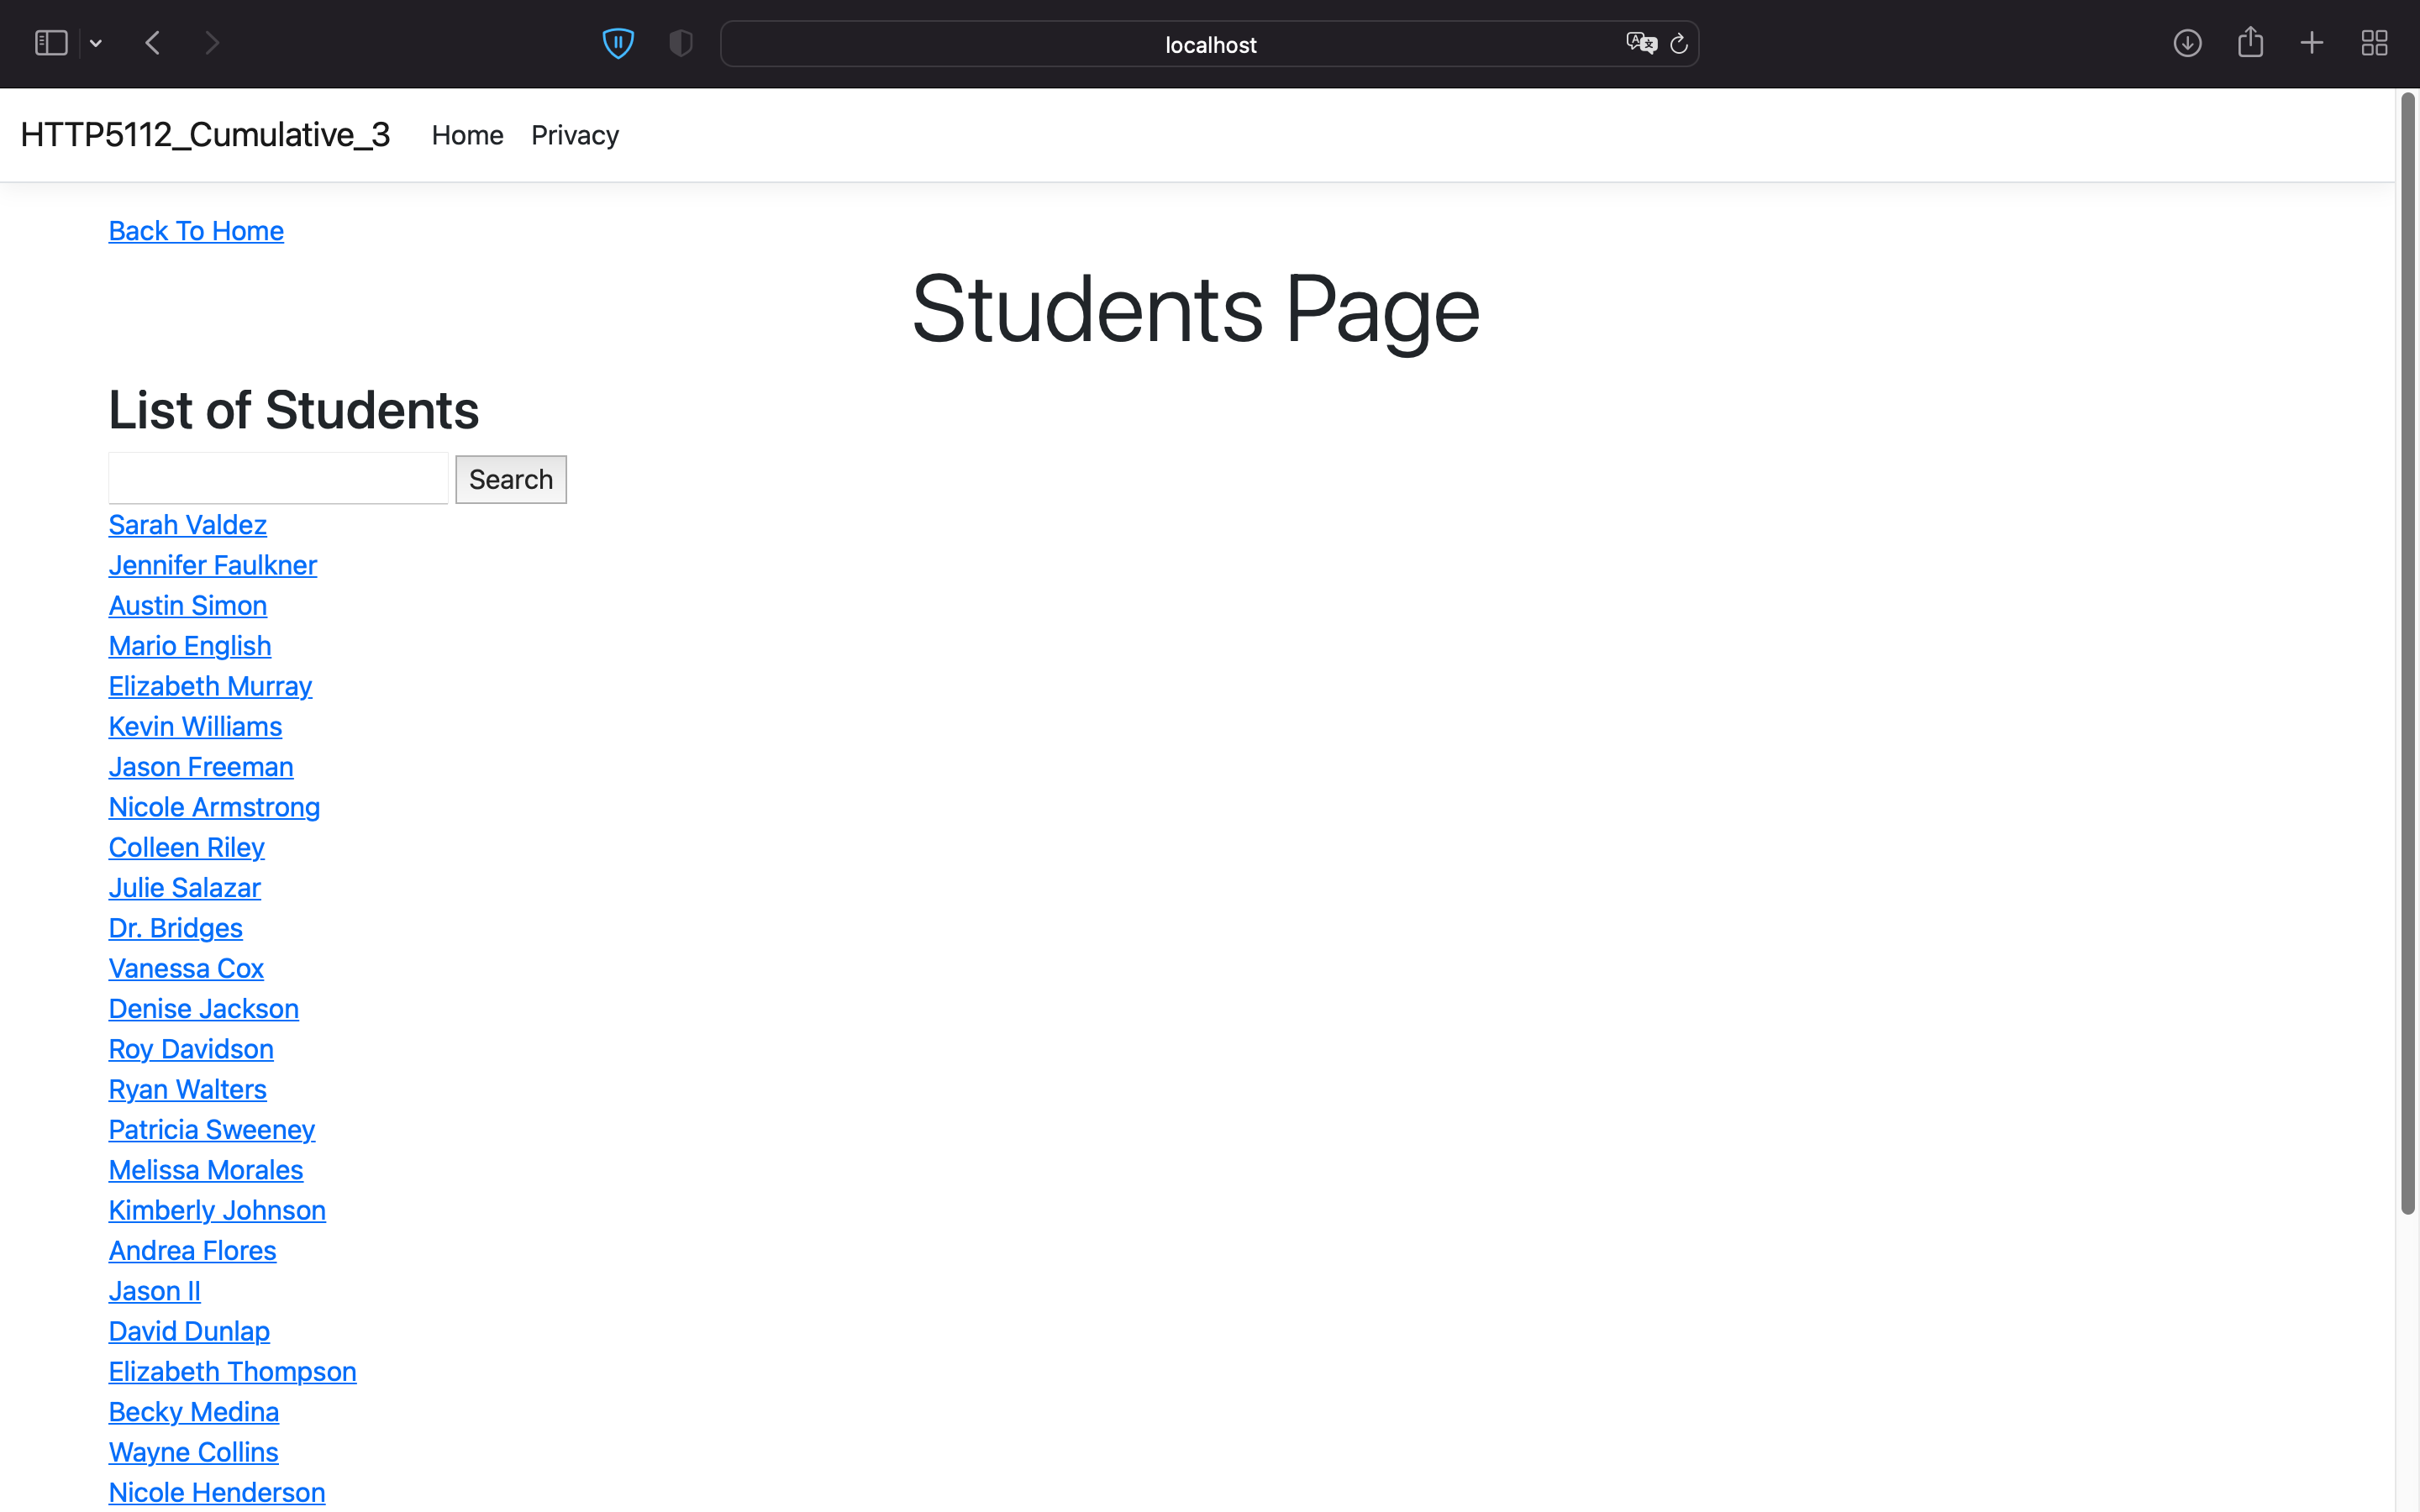 localhost
HTTP5112_Cumulative_3 Home Privacy
Back To Home
Students Page
List of Students
Search
Sarah Valdez
Jennifer Faulkner
Austin Simon
Mario English
Elizabeth Murray
Kevin Williams
Jason Freeman
Nicole Armstrong
Colleen Riley
Julie Salazar
Dr. Bridges
Vanessa Cox
Denise Jackson
Roy Davidson
Ryan Walters
Patricia Sweeney
Melissa Morales
Kimberly Johnson
Andrea Flores
Jason II
David Dunlap
Elizabeth Thompson
Becky Medina
Wayne Collins
Nicole Henderson